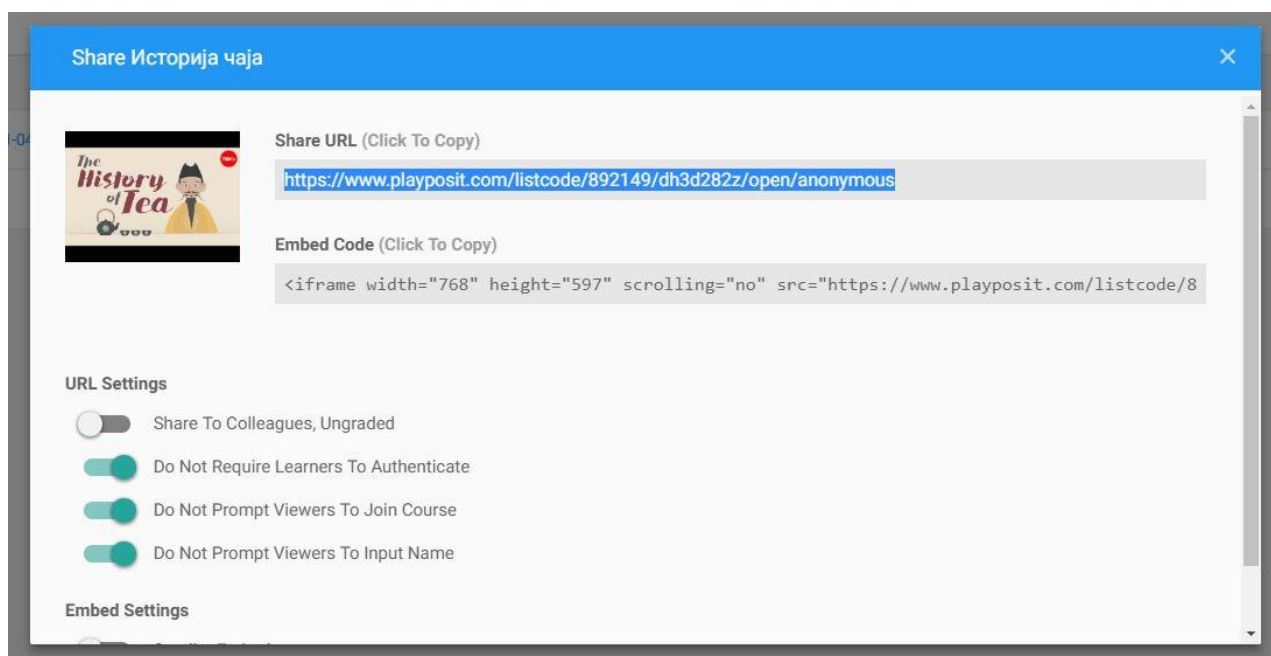 Share Историја чаја
The
History
of Tea
Share URL (Click To Copy)
https://www.playposit.com/listcode/892149/dh3d282z/open/anonymous
Embed Code (Click To Copy)
<iframe width="768" height="597" scrolling="no" src="https://www.playposit.com/listcode/8
URL Settings
Share To Colleagues, Ungraded
Do Not Require Learners To Authenticate
Do Not Prompt Viewers To Join Course
Do Not Prompt Viewers To Input Name
Embed Settings